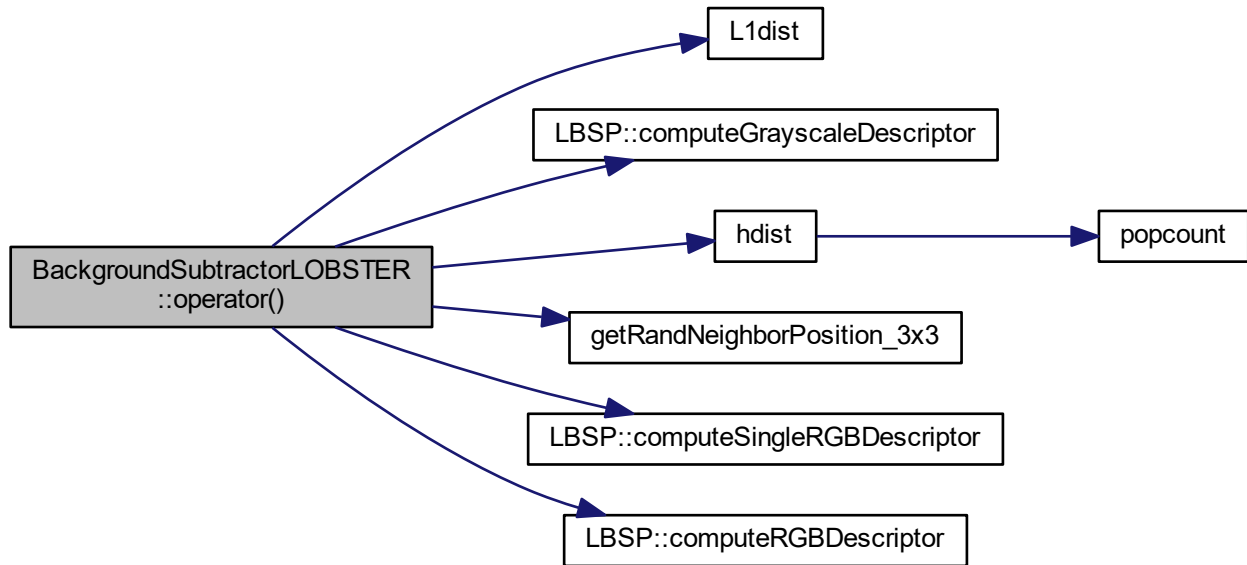 L1dist
LBSP::computeGrayscaleDescriptor
BackgroundSubtractorLOBSTER
::operator()
hdist
popcount
getRandNeighborPosition_3x3
LBSP::computeSingleRGBDescriptor
LBSP::computeRGBDescriptor